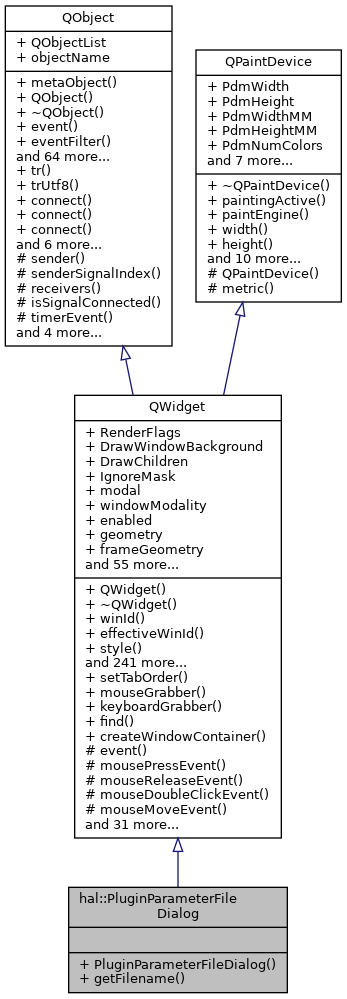 QObject
+ QObjectList
+ objectName
+ metaObject()
+ QObject()
+ ~QObject()
+ event()
+ eventFilter()
and 64 more...
+ tr()
+ trUtf8()
+ connect()
+ connect()
+ connect()
and 6 more...
# sender()
# senderSignalIndex()
# receivers()
# isSignalConnected()
# timerEvent()
and 4 more...
QPaintDevice
+ PdmWidth
+ PdmHeight
+ PdmWidthMM
+ PdmHeightMM
+ PdmNumColors
and 7 more...
+ ~QPaintDevice()
+ paintingActive()
+ paintEngine()
+ width()
+ height()
and 10 more...
# QPaintDevice()
# metric()
QWidget
+ RenderFlags
+ DrawWindowBackground
+ DrawChildren
+ IgnoreMask
+ modal
+ windowModality
+ enabled
+ geometry
+ frameGeometry
and 55 more...
+ QWidget()
+ ~QWidget()
+ winId()
+ effectiveWinId()
+ style()
and 241 more...
+ setTabOrder()
+ mouseGrabber()
+ keyboardGrabber()
+ find()
+ createWindowContainer()
# event()
# mousePressEvent()
# mouseReleaseEvent()
# mouseDoubleClickEvent()
# mouseMoveEvent()
and 31 more...
hal::PluginParameterFile
Dialog
+ PluginParameterFileDialog()
+ getFilename()